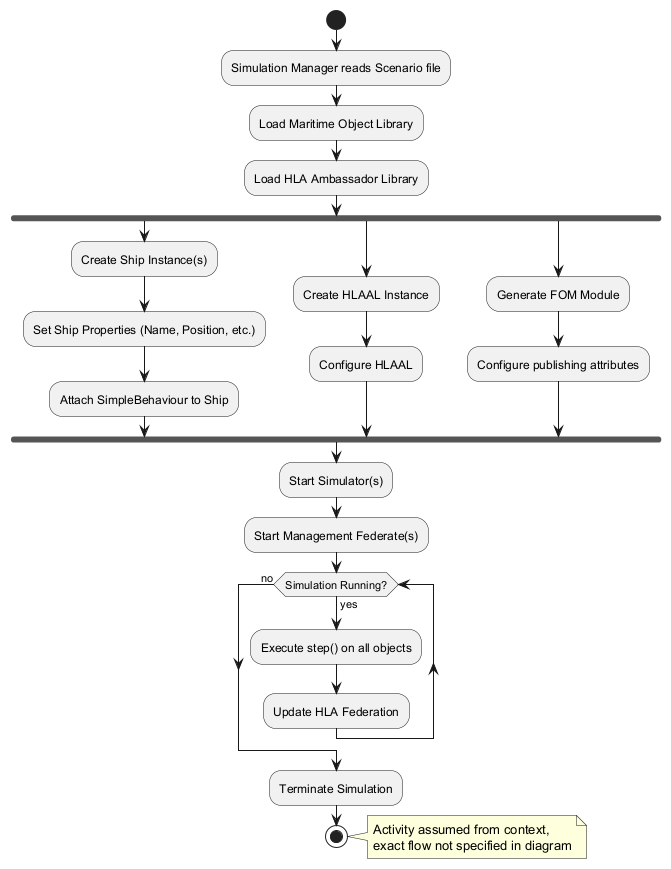 Simulation Manager reads Scenario file
Load Maritime Object Library
Load HLA Ambassador Library
Create Ship Instance(s)
Set Ship Properties (Name, Position, etc.)
Attach SimpleBehaviour to Ship
Create HLAAL Instance
Configure HLAAL
Generate FOM Module
Configure publishing attributes
Start Simulator(s)
Start Management Federate(s)
no
Simulation Running?
yes
Execute step() on all objects
Update HLA Federation
Terminate Simulation
Activity assumed from context,
exact flow not specified in diagram